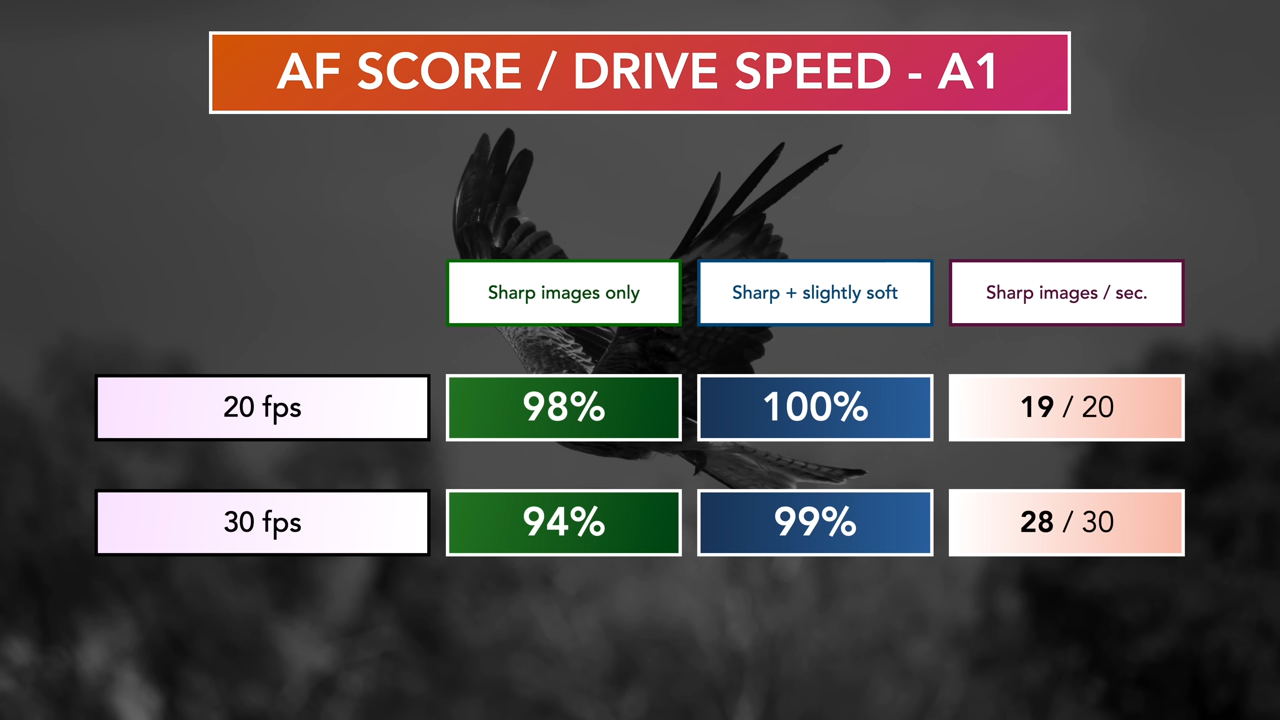 AF SCORE / DRIVE SPEED - A1
Sharp images only
Sharp + slightly soft
Sharp images / sec.
20 fps
98%
100%
19 / 20
30 fps
94%
99%
28 / 30